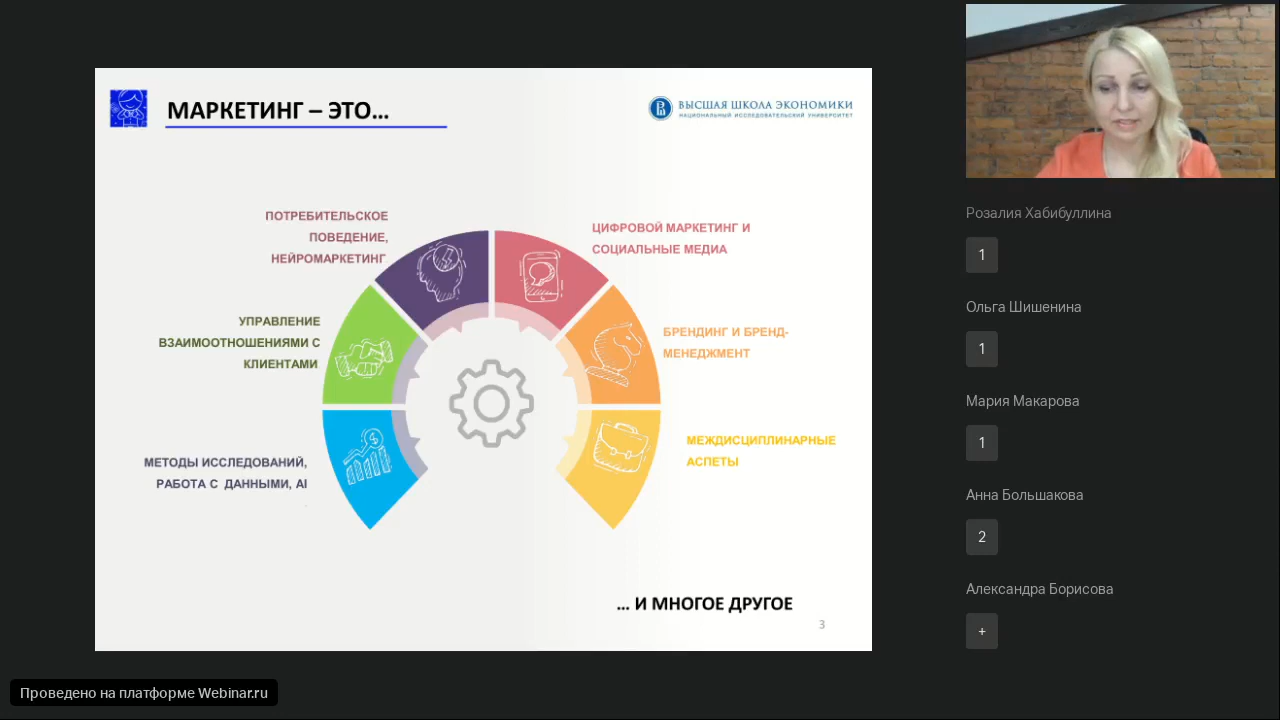 МАРКЕТИНГ – ЭТО...
ВЫСШАЯ ШКОЛА ЭКОНОМИКИ
НАЦИОНАЛЬНЫЙ ИССЛЕДОВАТЕЛЬСКИЙ УНИВЕРСИТЕТ
ПОТРЕБИТЕЛЬСКОЕ
ПОВЕДЕНИЕ,
НЕЙРОМАРКЕТИНГ
ЦИФРОВОЙ МАРКЕТИНГ И
СОЦИАЛЬНЫЕ МЕДИА
УПРАВЛЕНИЕ
ВЗАИМООТНОШЕНИЯМИ С
КЛИЕНТАМИ
БРЕНДИНГ И БРЕНД-
МЕНЕДЖМЕНТ
МЕТОДЫ ИССЛЕДОВАНИЙ,
РАБОТА С ДАННЫМИ, AI
МЕЖДИСЦИПЛИНАРНЫЕ
АСПЕТЫ
... И МНОГОЕ ДРУГОЕ
3
Розалия Хабибуллина
1
Ольга Шишенина
1
Мария Макарова
1
Анна Большакова
2
Александра Борисова
+
Проведено на платформе Webinar.ru